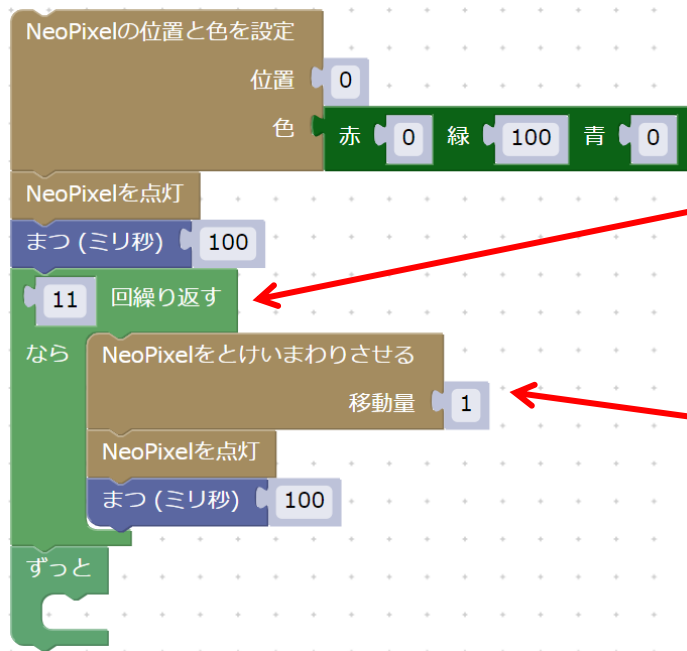 NeoPixelの位置と色を設定
位置 0
色 赤 0 緑 100 青 0
NeoPixelを点灯
まつ (ミリ秒) 100
11 回繰り返す
なら NeoPixelをとけいまわりさせる
移動量 1
NeoPixelを点灯
まつ (ミリ秒) 100
ずっと